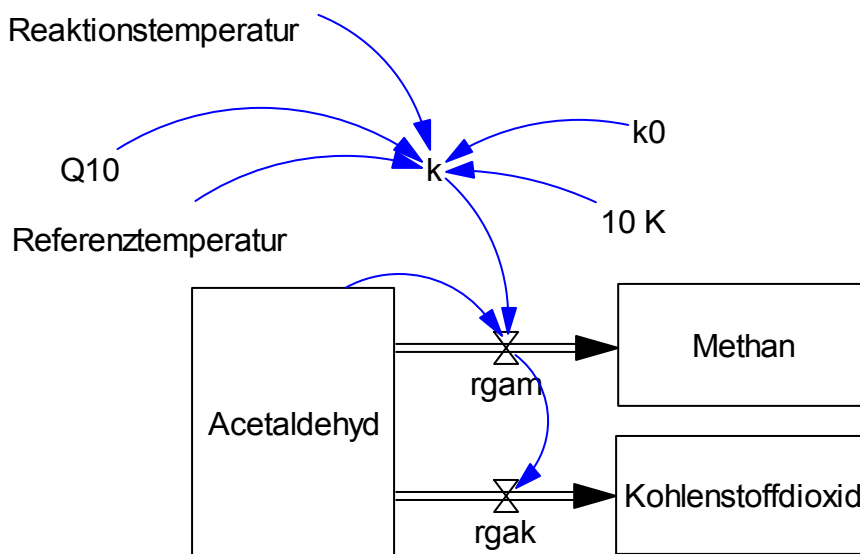 Reaktionstemperatur
k0
Q10
k
10 K
Referenztemperatur
Methan
rgam
Acetaldehyd
Kohlenstoffdioxid
rgak